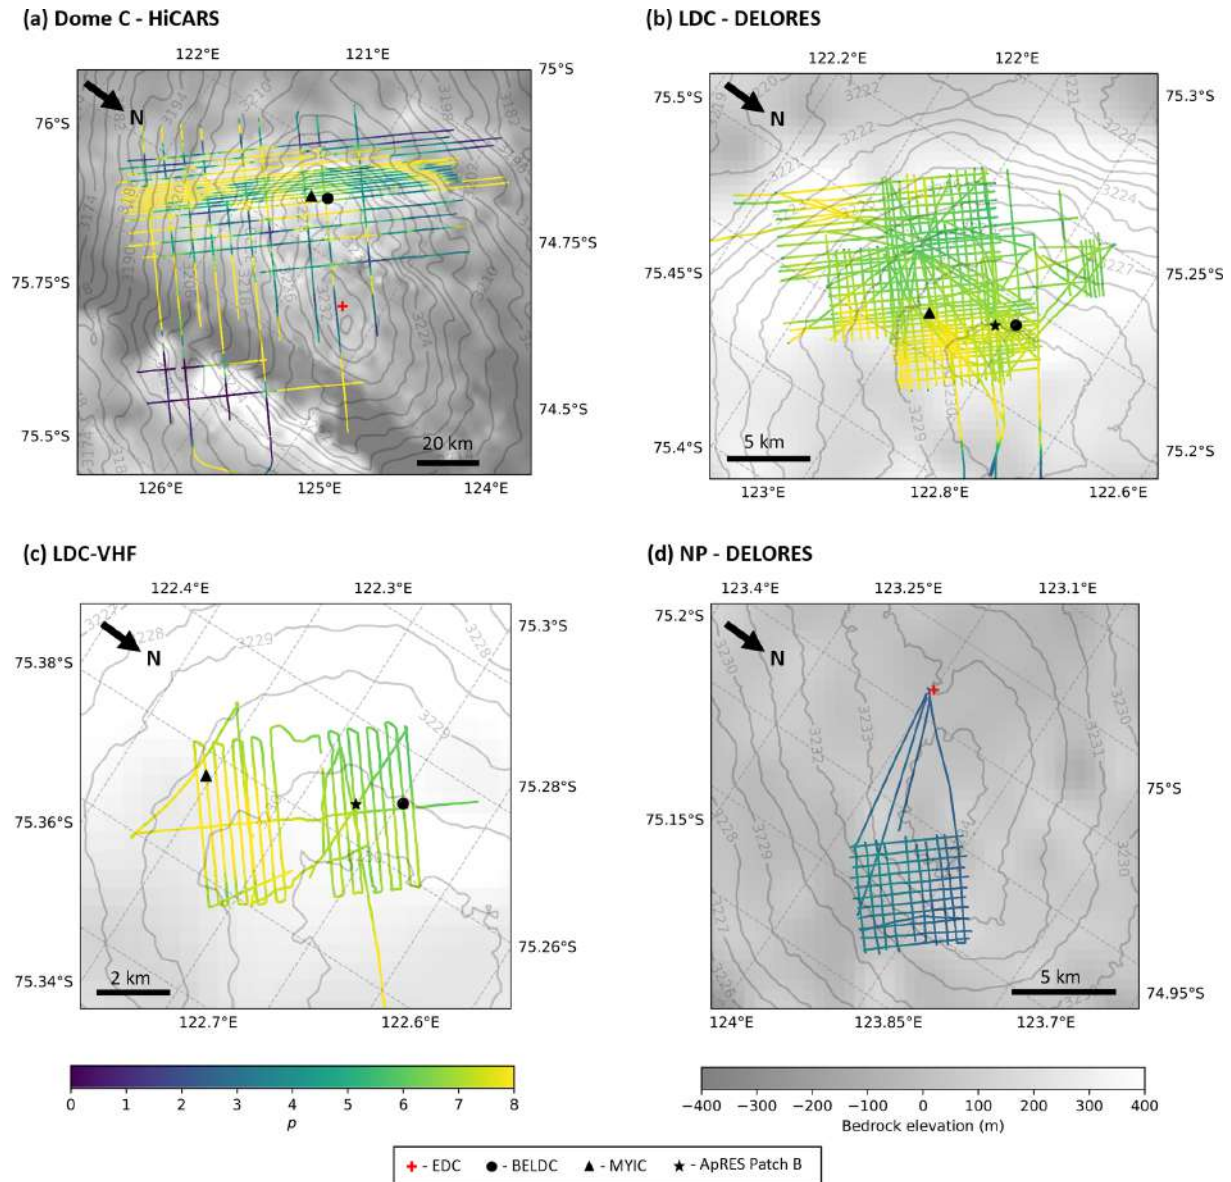 (a) Dome C - HiCARS
122°E 121°E
75°S
N
76°S
74.75°S
75.75°S
74.5°S
75.5°S
20 km
126°E 125°E 124°E
(b) LDC - DELORES
122.2°E 122°E
75.5°S 75.3°S
N
75.45°S 75.25°S
75.4°S 75.2°S
5 km
123°E 122.8°E 122.6°E
(c) LDC-VHF
122.4°E 122.3°E
75.3°S
N
75.38°S
75.28°S
75.36°S
75.26°S
75.34°S
2 km
122.7°E 122.6°E
(d) NP - DELORES
123.4°E 123.25°E 123.1°E
75.2°S
N
75°S
75.15°S
5 km
74.95°S
124°E 123.85°E 123.7°E
0 1 2 3 4 5 6 7 8
p
−400 −300 −200 −100 0 100 200 300 400
Bedrock elevation (m)
- EDC - BELDC - MYIC - ApRES Patch B